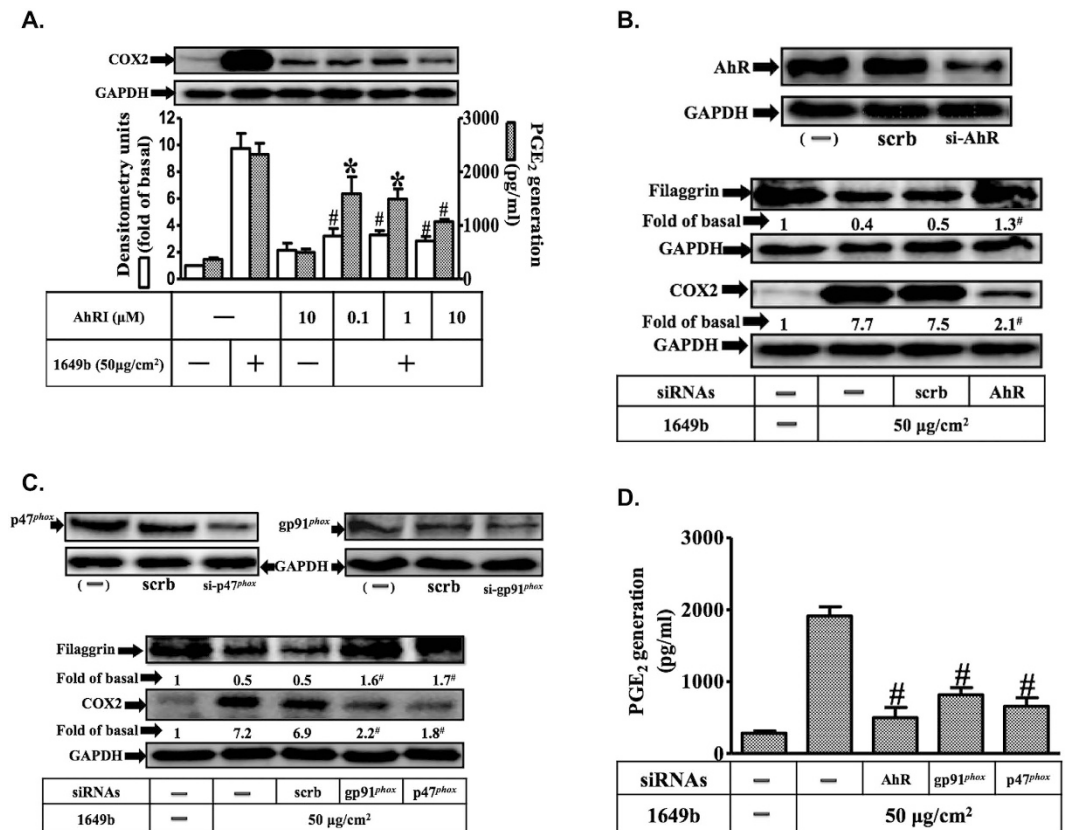 A.
COX2
GAPDH
Densitometry units
(fold of basal)
12
10
8
6
4
2
0
3000
2000
1000
0
PGE₂ generation
(pg/ml)
# * # * # #
AhRI (µM) — 10 0.1 1 10
1649b (50µg/cm²) — + — +
B.
AhR
GAPDH
(—) scrb si-AhR
Filaggrin
Fold of basal 1 0.4 0.5 1.3#
GAPDH
COX2
Fold of basal 1 7.7 7.5 2.1#
GAPDH
siRNAs — — scrb AhR
1649b — 50 µg/cm²
C.
p47phox
gp91phox
GAPDH
(—) scrb si-p47phox
(—) scrb si-gp91phox
Filaggrin
Fold of basal 1 0.5 0.5 1.6# 1.7#
COX2
Fold of basal 1 7.2 6.9 2.2# 1.8#
GAPDH
siRNAs — — scrb gp91phox p47phox
1649b — 50 µg/cm²
D.
PGE₂ generation
(pg/ml)
3000
2000
1000
0
# # #
siRNAs — — AhR gp91phox p47phox
1649b — 50 µg/cm²